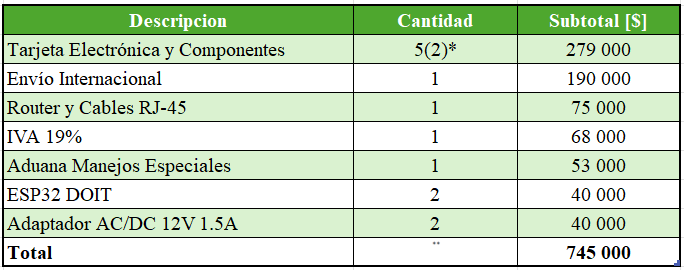 Descripcion Cantidad Subtotal [$]
Tarjeta Electrónica y Componentes 5(2)* 279 000
Envío Internacional 1 190 000
Router y Cables RJ-45 1 75 000
IVA 19% 1 68 000
Aduana Manejos Especiales 1 53 000
ESP32 DOIT 2 40 000
Adaptador AC/DC 12V 1.5A 2 40 000
Total ¨ 745 000